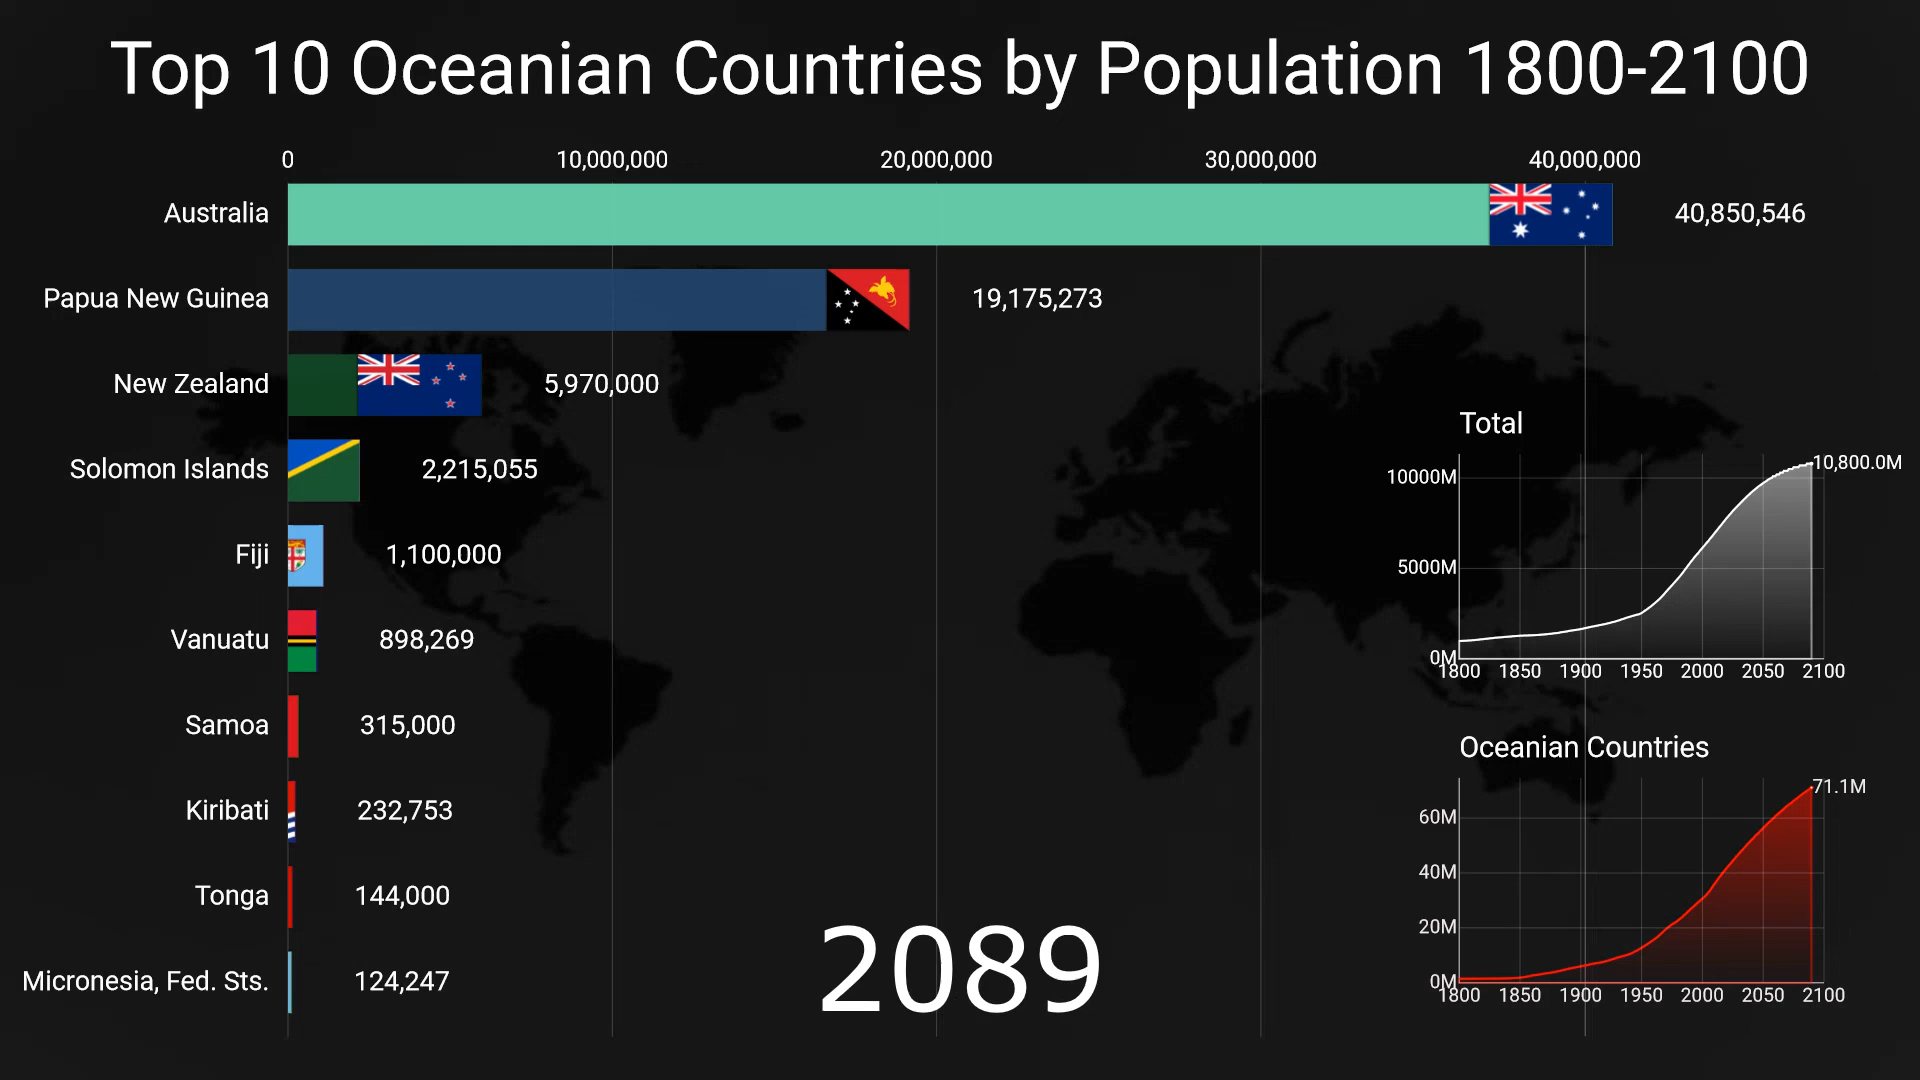 Top 10 Oceanian Countries by Population 1800-2100
0 10,000,000 20,000,000 30,000,000 40,000,000
Australia 40,850,546
Papua New Guinea 19,175,273
New Zealand 5,970,000
Solomon Islands 2,215,055
Fiji 1,100,000
Vanuatu 898,269
Samoa 315,000
Kiribati 232,753
Tonga 144,000
Micronesia, Fed. Sts. 124,247
2089
Total
10,800.0M
10000M
5000M
0M
1800 1850 1900 1950 2000 2050 2100
Oceanian Countries
71.1M
60M
40M
20M
0M
1800 1850 1900 1950 2000 2050 2100